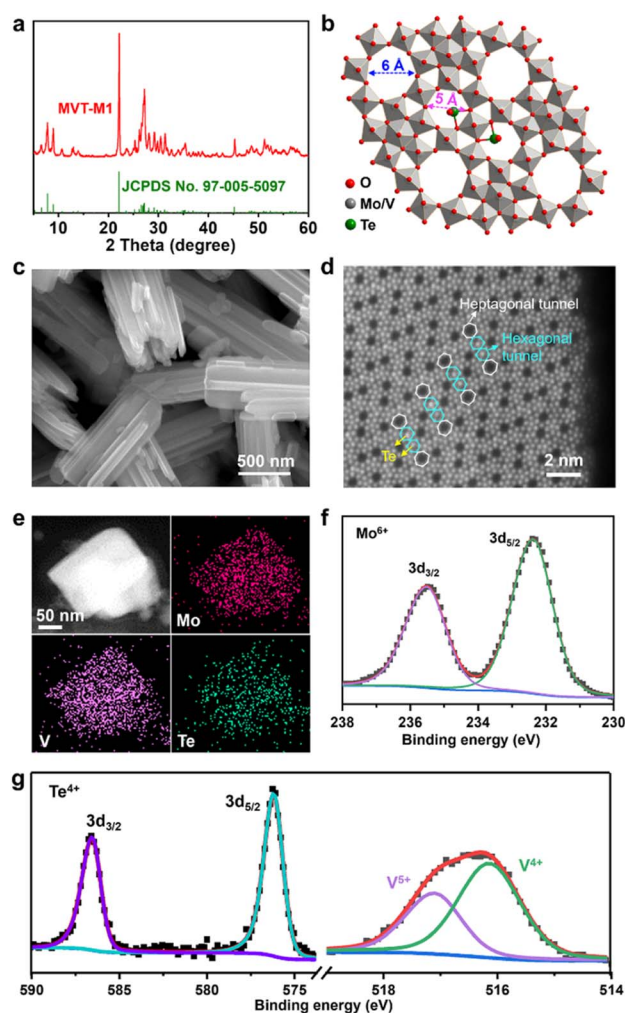 a
MVT-M1
JCPDS No. 97-005-5097
10 20 30 40 50 60
2 Theta (degree)
b
6 Å
5 Å
O
Mo/V
Te
c
500 nm
d
Heptagonal tunnel
Hexagonal
tunnel
Te
2 nm
e
50 nm
Mo
V
Te
f
Mo⁶⁺
3d₃/₂
3d₅/₂
238 236 234 232 230
Binding energy (eV)
g
Te⁴⁺
3d₃/₂
3d₅/₂
V⁵⁺
V⁴⁺
590 585 580 575 518 516 514
Binding energy (eV)